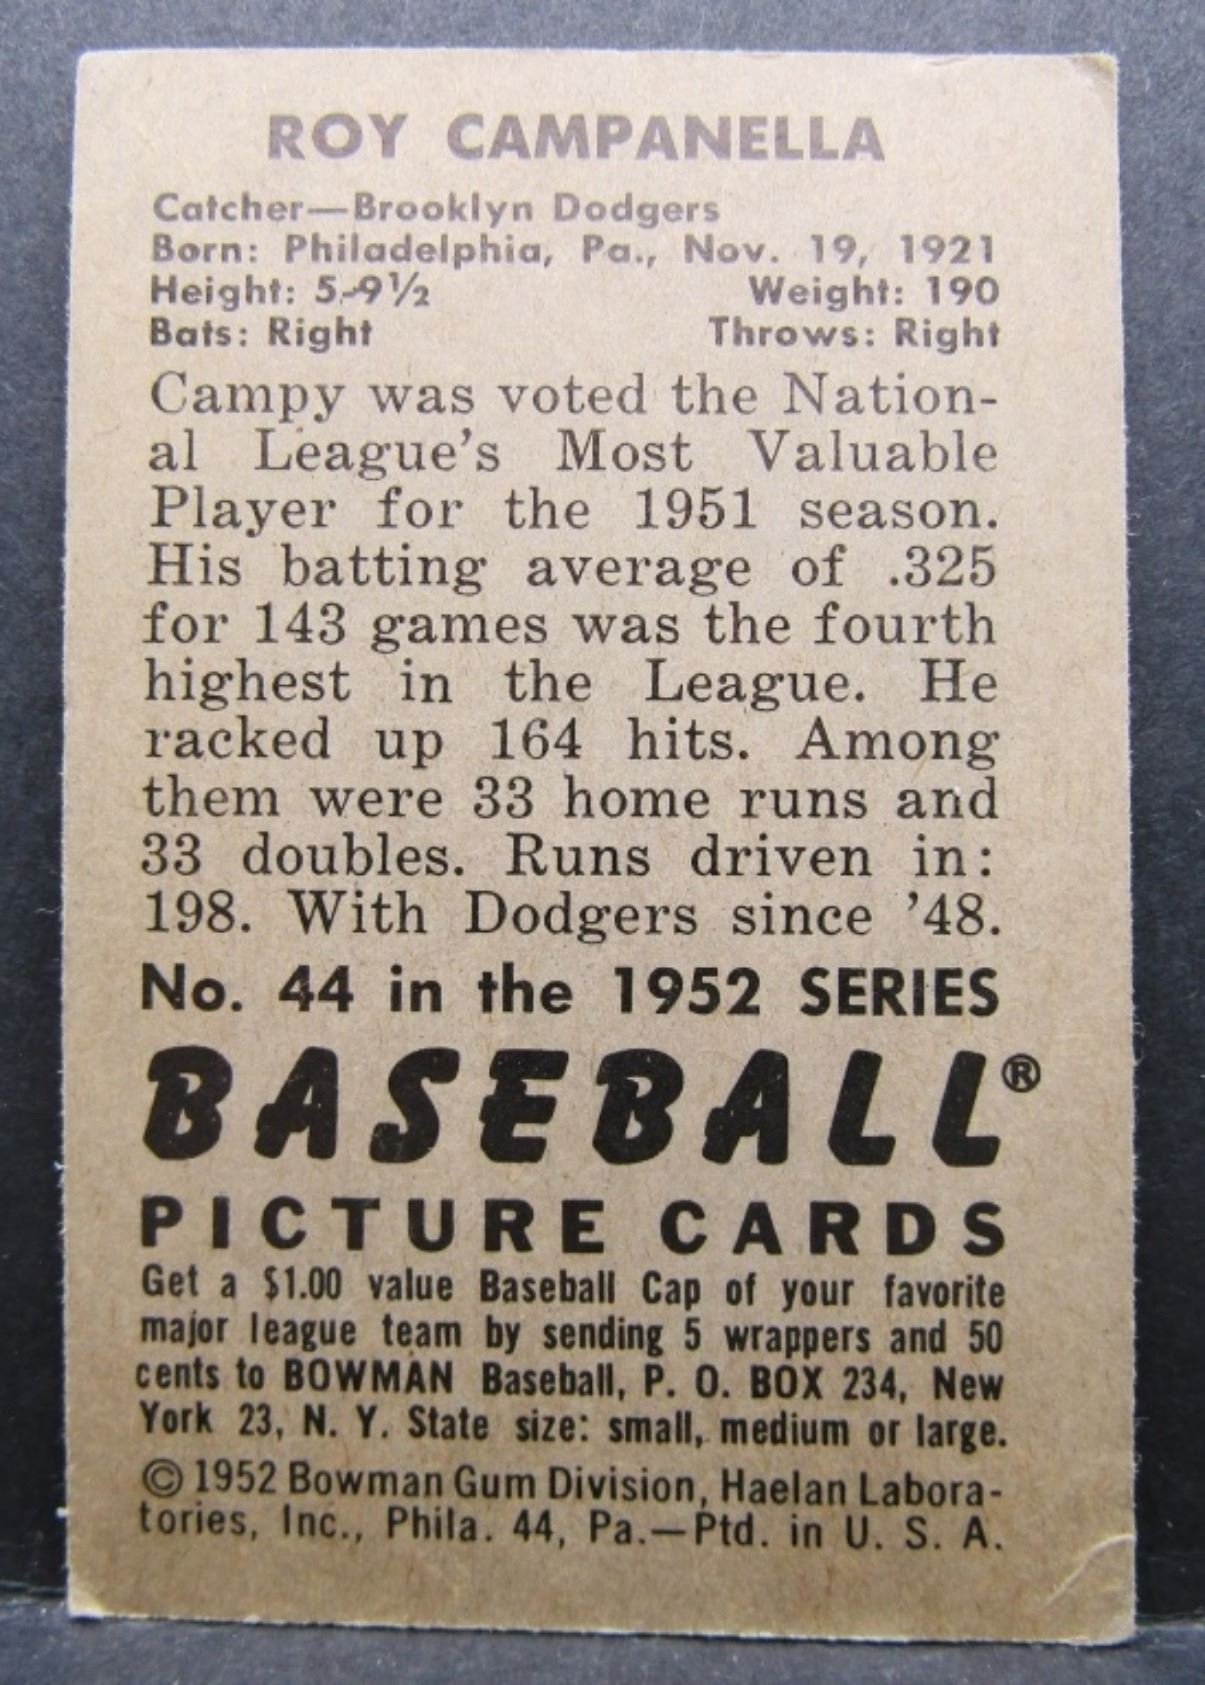 ROY CAMPANELLA
Catcher—Brooklyn Dodgers
Born: Philadelphia, Pa., Nov. 19, 1921
Height: 5-9½ Weight: 190
Bats: Right Throws: Right
Campy was voted the Nation-
al League's Most Valuable
Player for the 1951 season.
His batting average of .325
for 143 games was the fourth
highest in the League. He
racked up 164 hits. Among
them were 33 home runs and
33 doubles. Runs driven in:
198. With Dodgers since '48.
No. 44 in the 1952 SERIES
BASEBALL®
PICTURE CARDS
Get a $1.00 value Baseball Cap of your favorite
major league team by sending 5 wrappers and 50
cents to BOWMAN Baseball, P. O. BOX 234, New
York 23, N. Y. State size: small, medium or large.
© 1952 Bowman Gum Division, Haelan Labora-
tories, Inc., Phila. 44, Pa.—Ptd. in U. S. A.